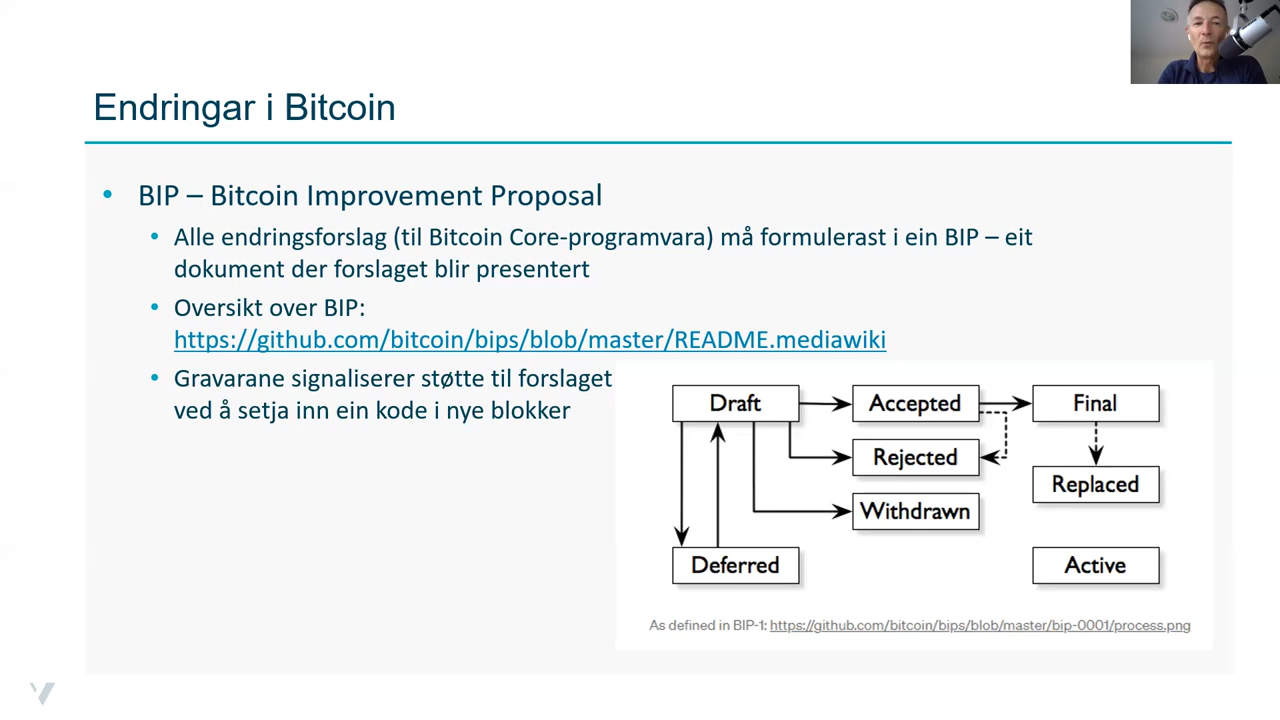 Endringar i Bitcoin
• BIP – Bitcoin Improvement Proposal
• Alle endringsforslag (til Bitcoin Core-programvara) må formulerast i ein BIP – eit
dokument der forslaget blir presentert
• Oversikt over BIP:
https://github.com/bitcoin/bips/blob/master/README.mediawiki
• Gravarane signaliserer støtte til forslaget
ved å setja inn ein kode i nye blokker
Draft
Accepted
Final
Rejected
Replaced
Withdrawn
Deferred
Active
As defined in BIP-1: https://github.com/bitcoin/bips/blob/master/bip-0001/process.png